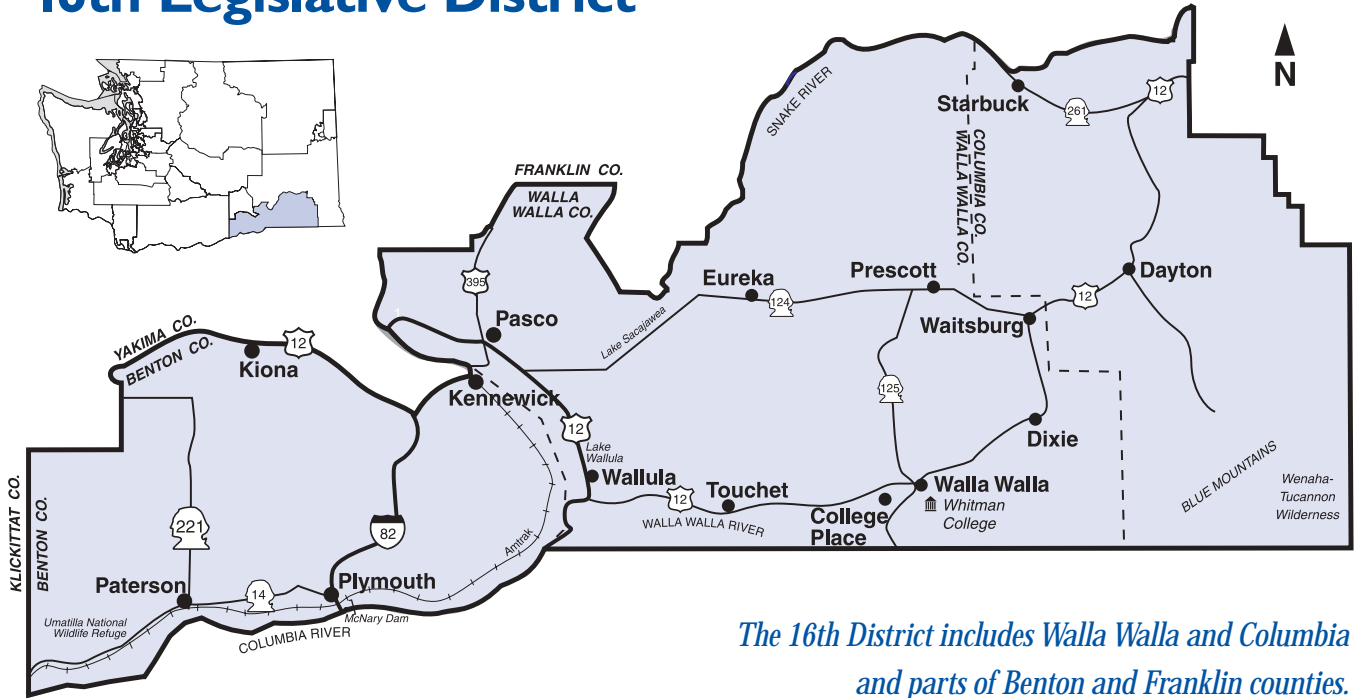 16th Legislative District
N
SNAKE RIVER
Starbuck
261
12
COLUMBIA CO.
WALLA WALLA CO.
FRANKLIN CO.
WALLA
WALLA CO.
395
Eureka
124
Prescott
Dayton
12
Waitsburg
Pasco
Lake Sacajawea
YAKIMA CO.
BENTON CO.
12
Kiona
Kennewick
125
12
Dixie
Lake
Wallula
Wallula
12
Touchet
WALLA WALLA RIVER
College
Place
Walla Walla
Whitman
College
BLUE MOUNTAINS
Wenaha-
Tucannon
Wilderness
KLICKITTAT CO.
BENTON CO.
221
82
Amtrak
Paterson
14
Plymouth
McNary Dam
Umatilla National
Wildlife Refuge
COLUMBIA RIVER
The 16th District includes Walla Walla and Columbia
and parts of Benton and Franklin counties.